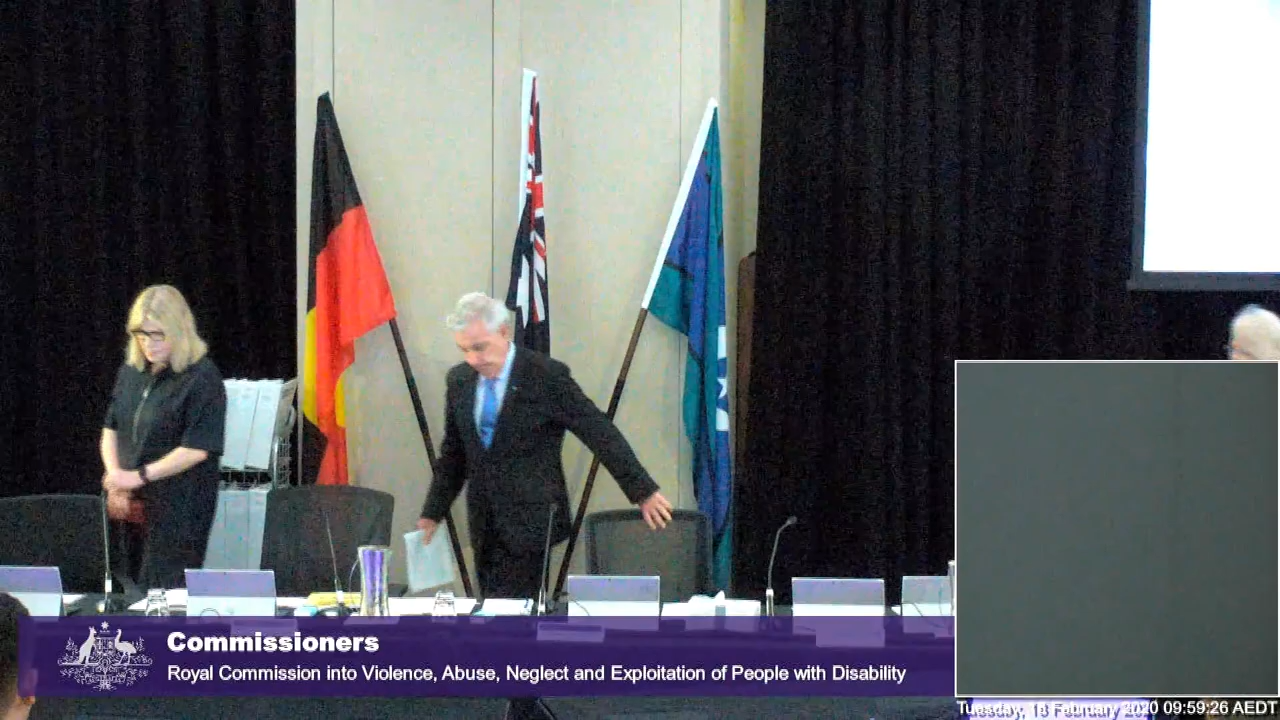 Commissioners
Royal Commission into Violence, Abuse, Neglect and Exploitation of People with Disability
Tuesday, 18 February 2020 09:59:26 AEDT